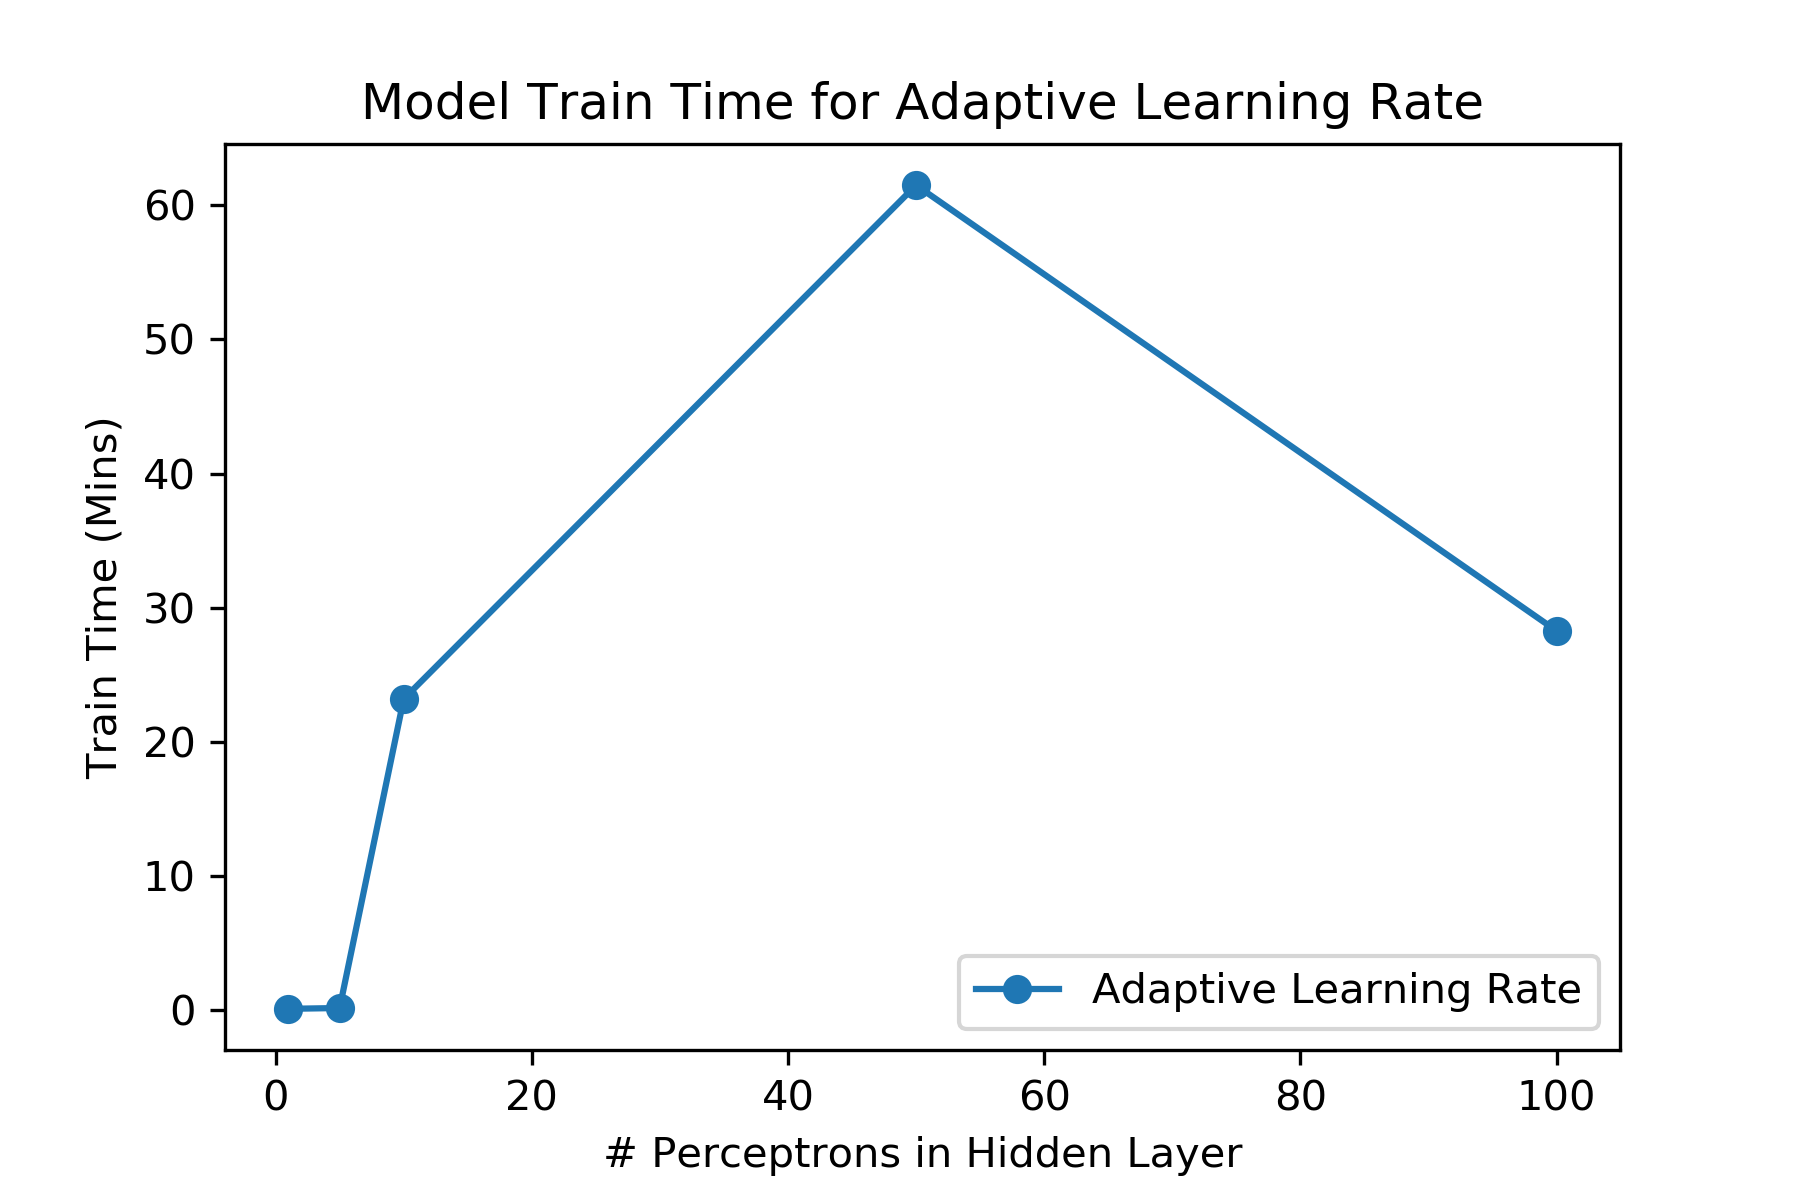 Model Train Time for Adaptive Learning Rate
60
50
40
30
20
10
0
Train Time (Mins)
Adaptive Learning Rate
0 20 40 60 80 100
# Perceptrons in Hidden Layer